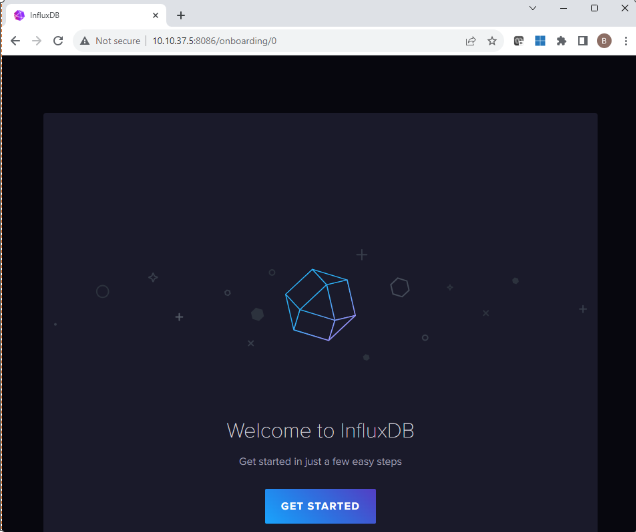 InfluxDB
Not secure
10.10.37.5:8086/onboarding/0
B
Welcome to InfluxDB
Get started in just a few easy steps
GET STARTED